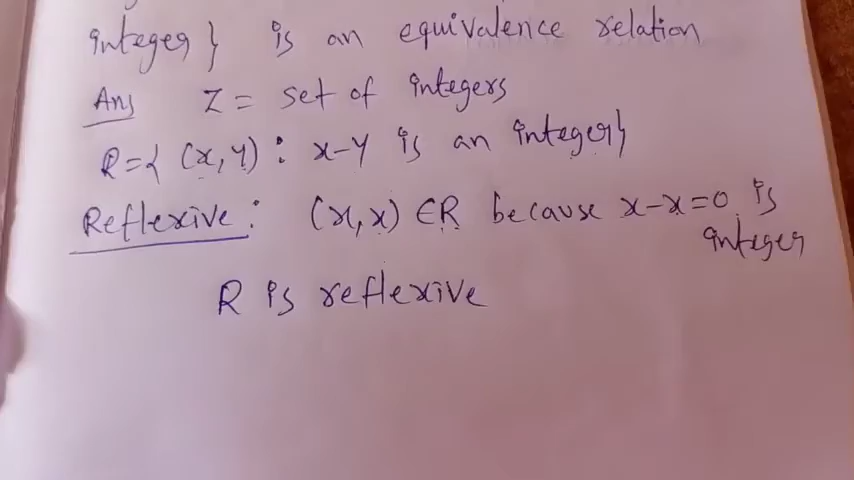 integer } is an equivalence relation
Ans Z = set of integers
R = { (x, y) : x-y is an integer}
Reflexive : (x, x) ∈ R because x-x=0 is
integer
R is reflexive